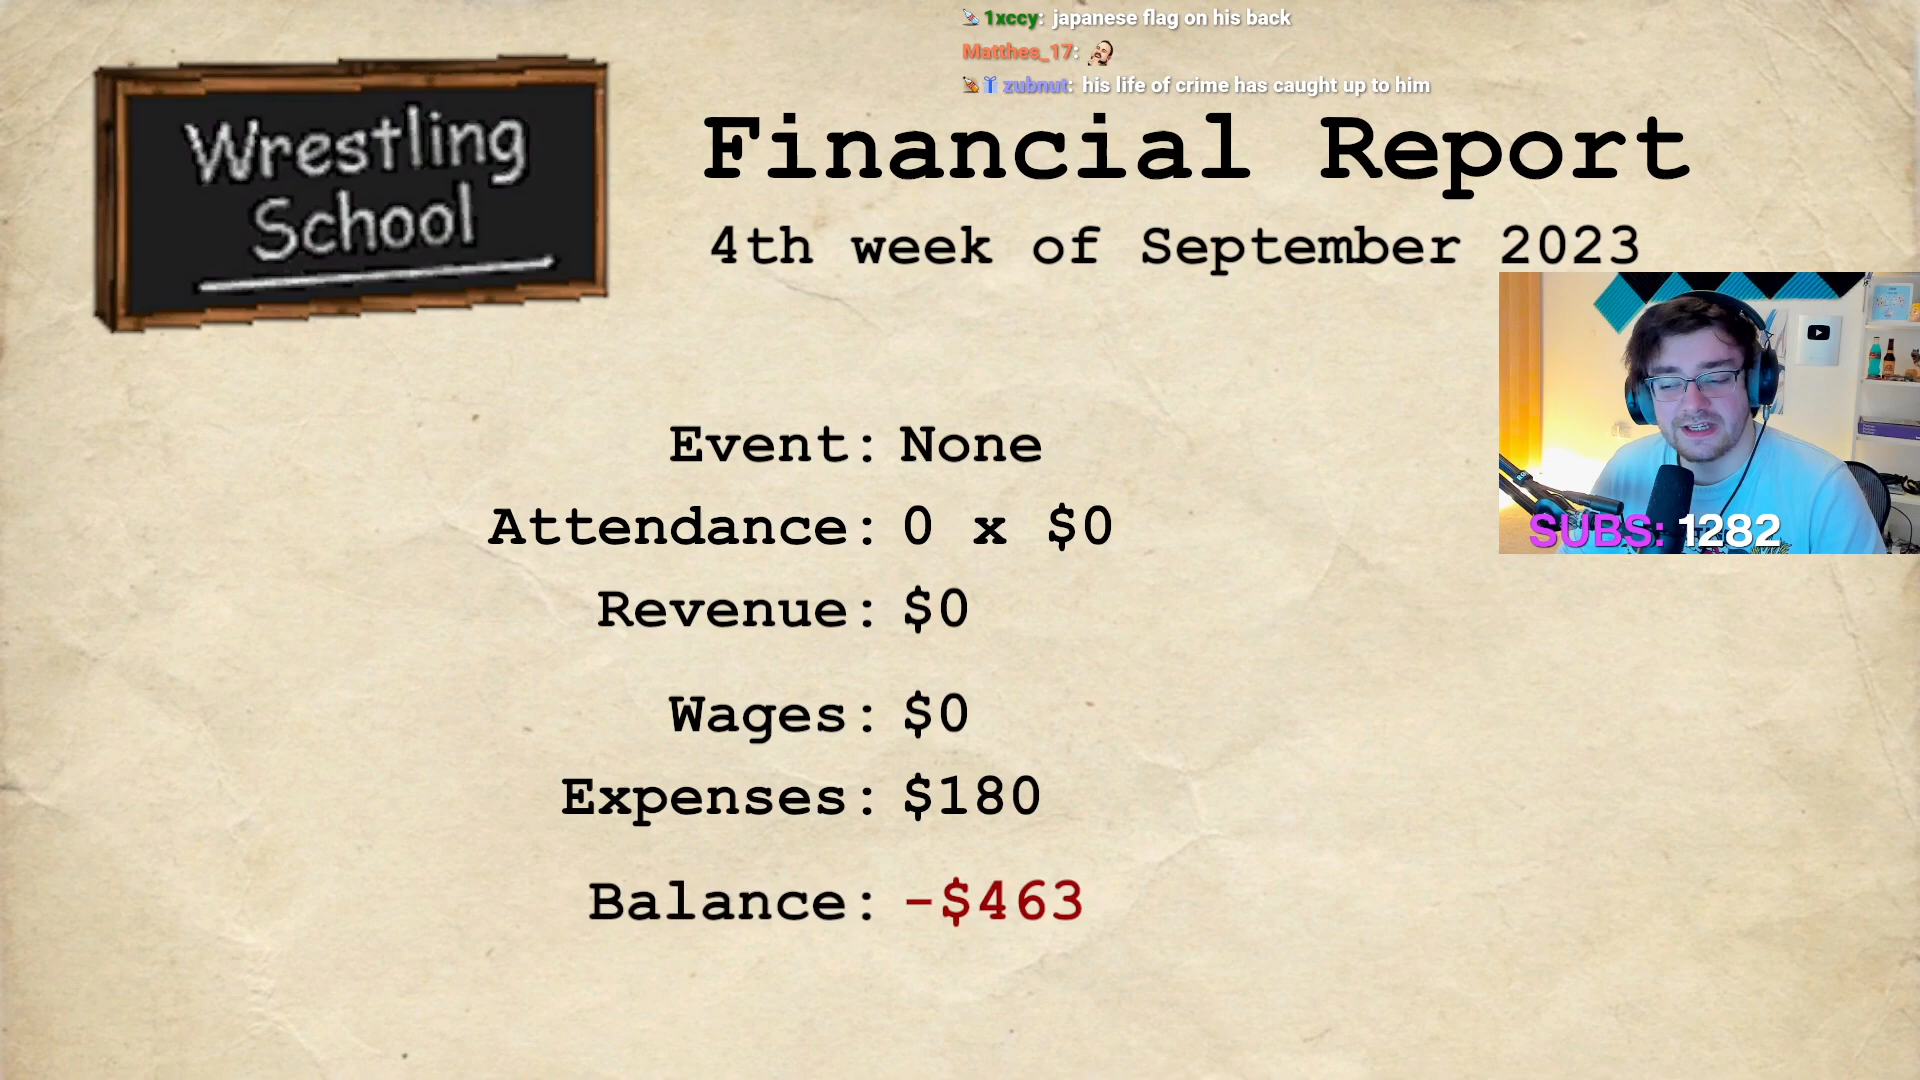 1xccy: japanese flag on his back
Matthes_17:
zubnut: his life of crime has caught up to him
Wrestling
School
Financial Report
4th week of September 2023
Event: None
Attendance: 0 x $0
Revenue: $0
Wages: $0
Expenses: $180
Balance: -$463
SUBS: 1282